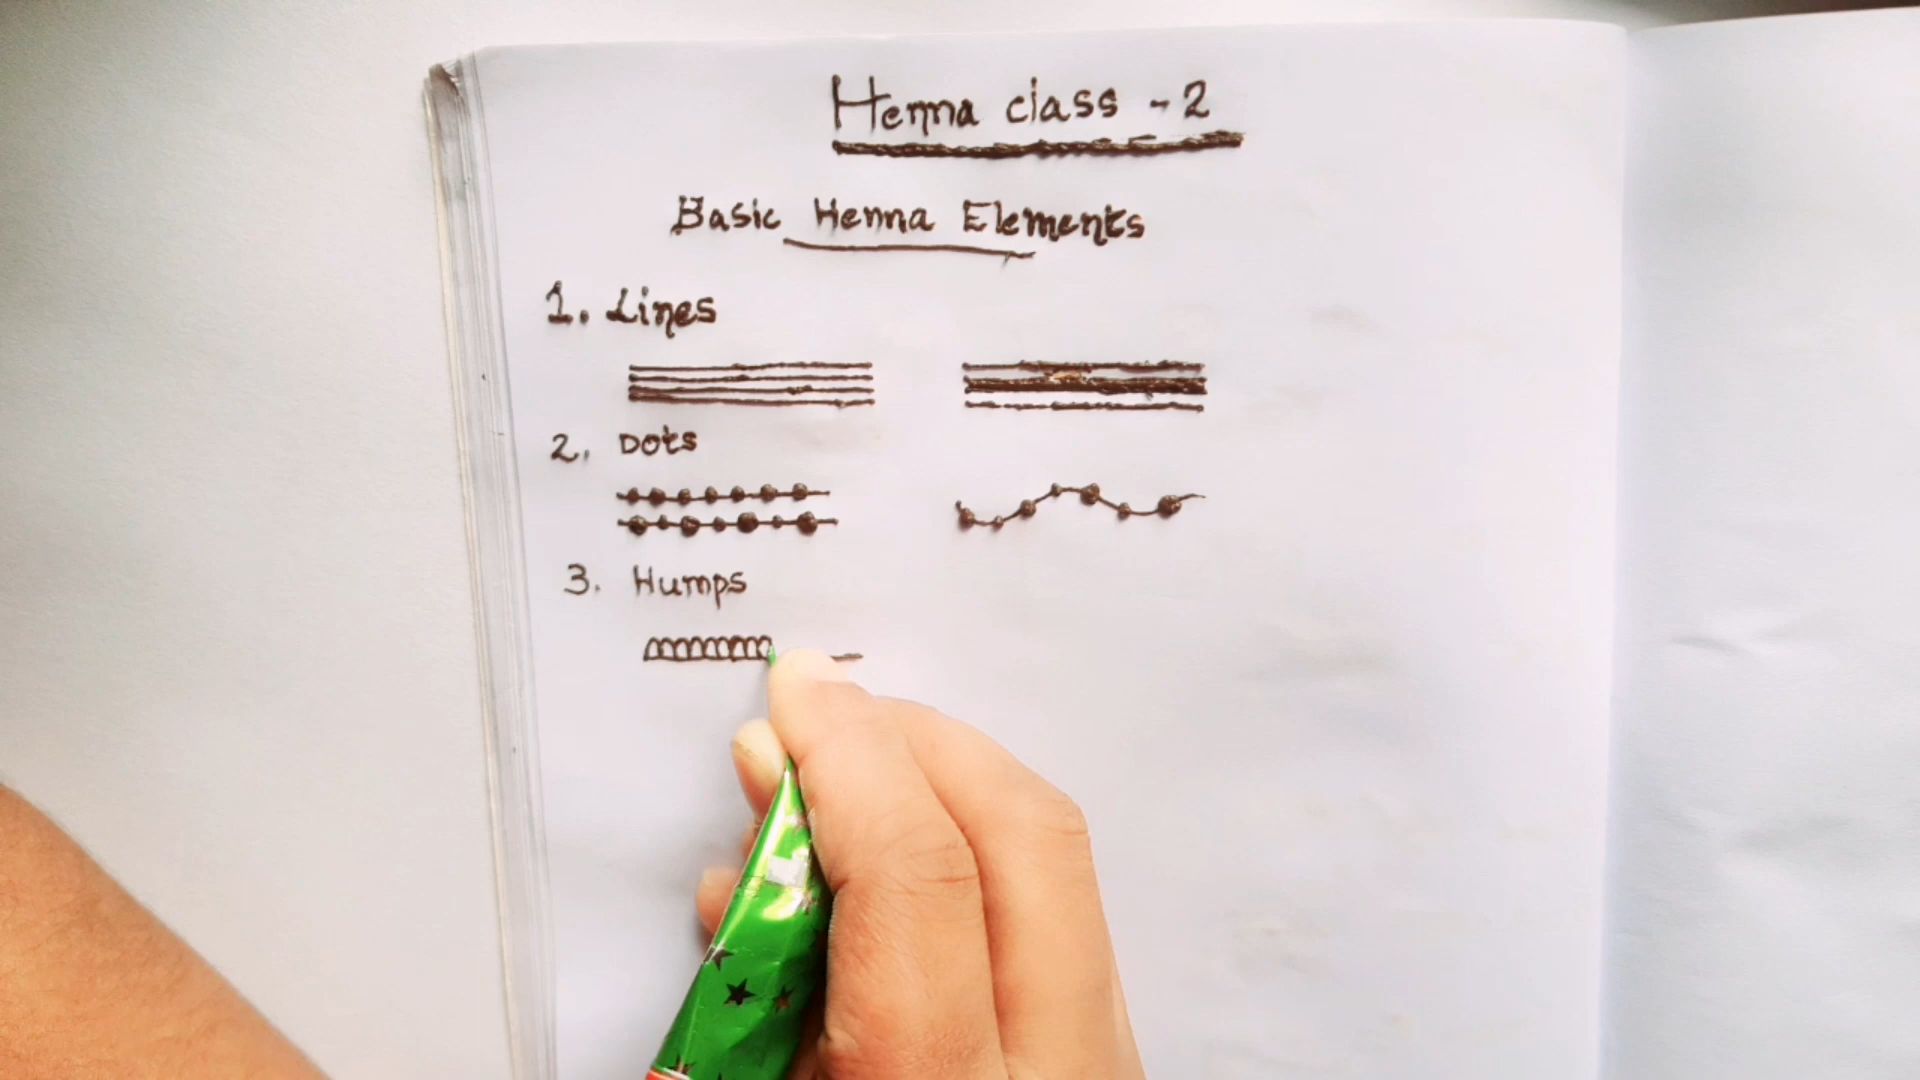 Henna class - 2
Basic Henna Elements
1. Lines
2. Dots
3. Humps